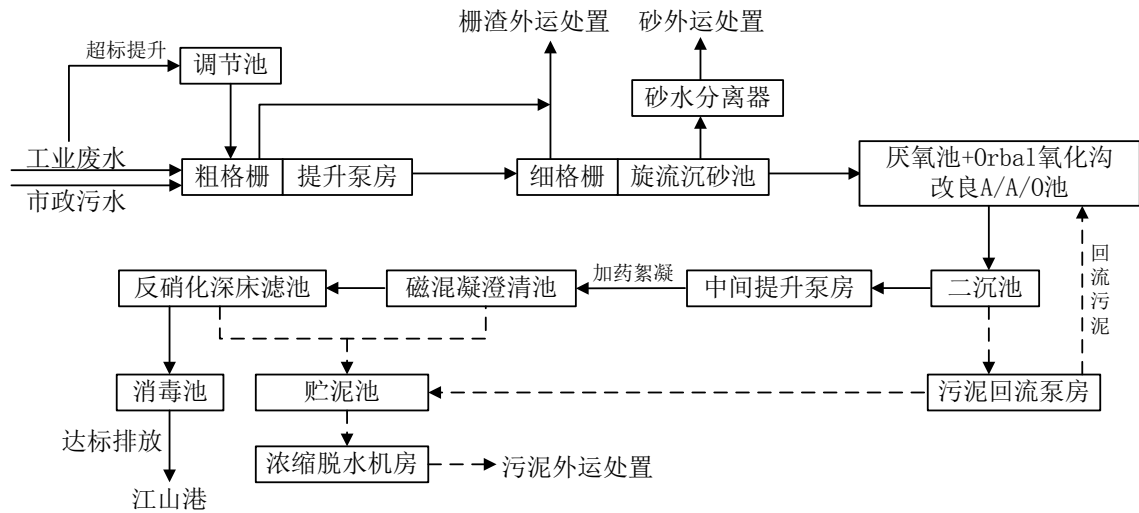 栅渣外运处置
砂外运处置
超标提升
调节池
砂水分离器
工业废水
市政污水
粗格栅
提升泵房
细格栅
旋流沉砂池
厌氧池+Orbal氧化沟
改良A/A/O池
反硝化深床滤池
磁混凝澄清池
加药絮凝
中间提升泵房
二沉池
回流污泥
消毒池
贮泥池
污泥回流泵房
达标排放
浓缩脱水机房
污泥外运处置
江山港